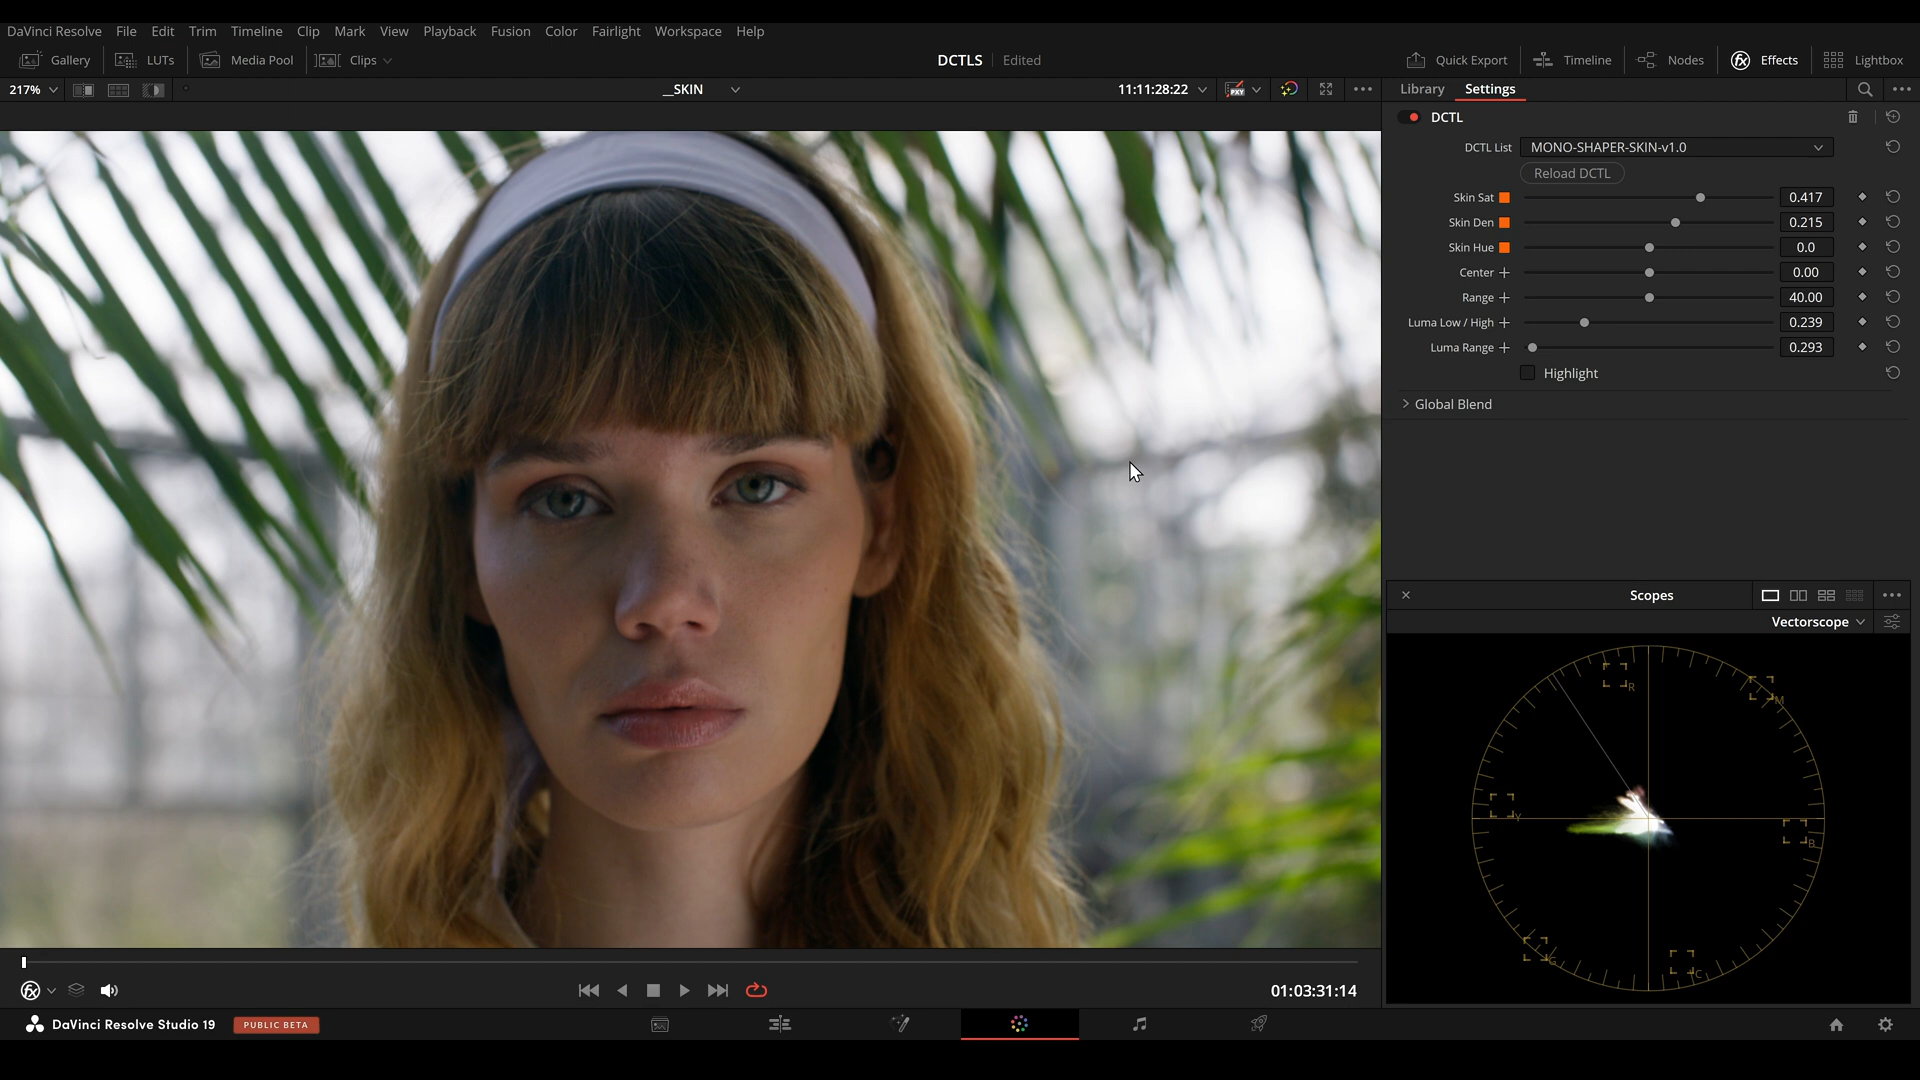 DaVinci Resolve File Edit Trim Timeline Clip Mark View Playback Fusion Color Fairlight Workspace Help
Gallery LUTs Media Pool Clips DCTLS Edited Quick Export Timeline Nodes Effects Lightbox
217% __SKIN 11:11:28:22 PXY Library Settings
DCTL
DCTL List MONO-SHAPER-SKIN-v1.0
Reload DCTL
Skin Sat 0.417
Skin Den 0.215
Skin Hue 0.0
Center 0.00
Range 40.00
Luma Low / High 0.239
Luma Range 0.293
Highlight
Global Blend
Scopes
Vectorscope
R
M
Y
B
G
C
01:03:31:14
DaVinci Resolve Studio 19 PUBLIC BETA